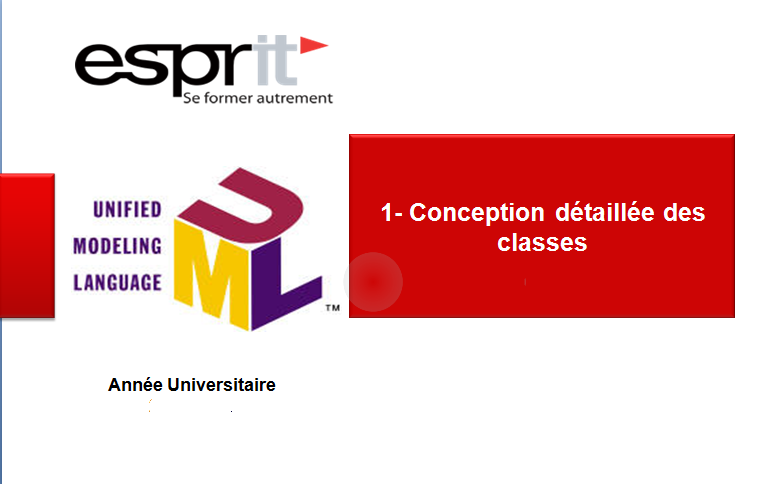 esprit
Se former autrement
UNIFIED
MODELING
LANGUAGE
UML
TM
1- Conception détaillée des
classes
Année Universitaire